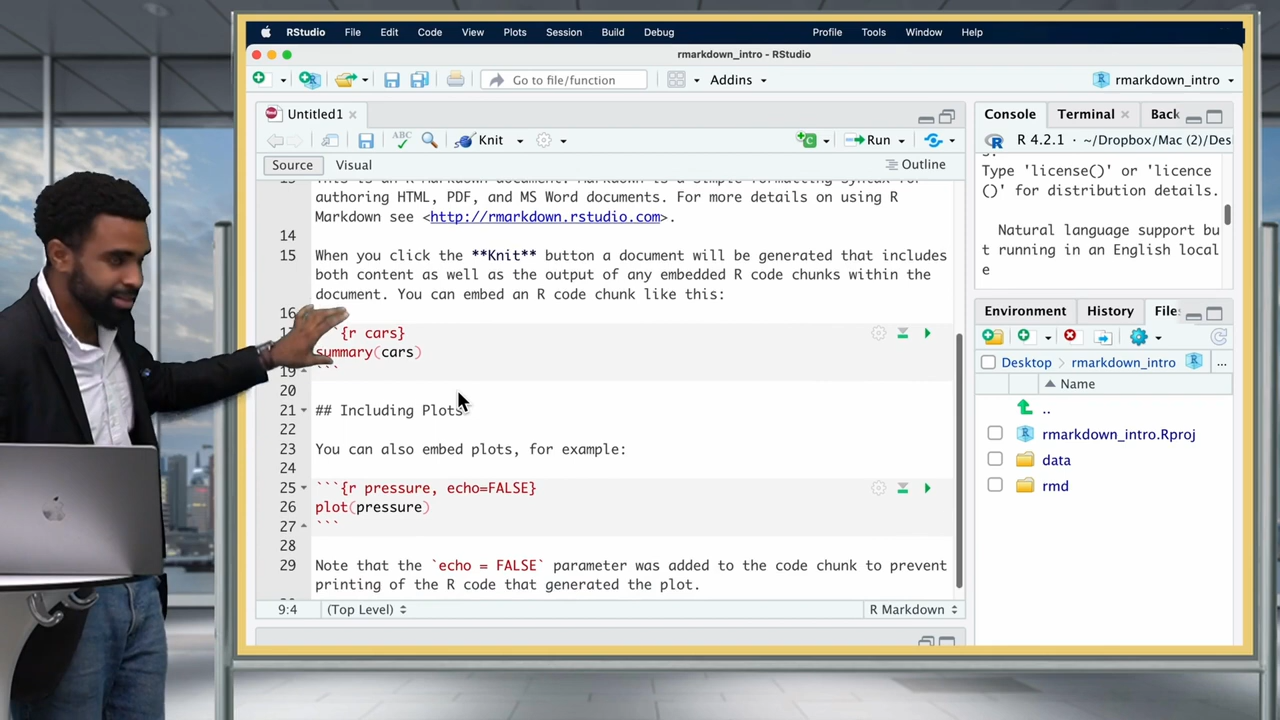 RStudio File Edit Code View Plots Session Build Debug Profile Tools Window Help
rmarkdown_intro - RStudio
Go to file/function Addins rmarkdown_intro
Untitled1
ABC Knit Run
Source Visual Outline
authoring HTML, PDF, and MS Word documents. For more details on using R
Markdown see <http://rmarkdown.rstudio.com>.
14
15 When you click the **Knit** button a document will be generated that includes
both content as well as the output of any embedded R code chunks within the
document. You can embed an R code chunk like this:
16
{r cars}
summary(cars)
19 ```
20
21 ## Including Plots
22
23 You can also embed plots, for example:
24
25 ```{r pressure, echo=FALSE}
26 plot(pressure)
27 ```
28
29 Note that the `echo = FALSE` parameter was added to the code chunk to prevent
printing of the R code that generated the plot.
9:4 (Top Level) R Markdown
Console Terminal Back
R 4.2.1 · ~/Dropbox/Mac (2)/Des
Type 'license()' or 'licence
()' for distribution details.
Natural language support bu
t running in an English local
e
Environment History Files
Desktop rmarkdown_intro ...
Name
..
rmarkdown_intro.Rproj
data
rmd